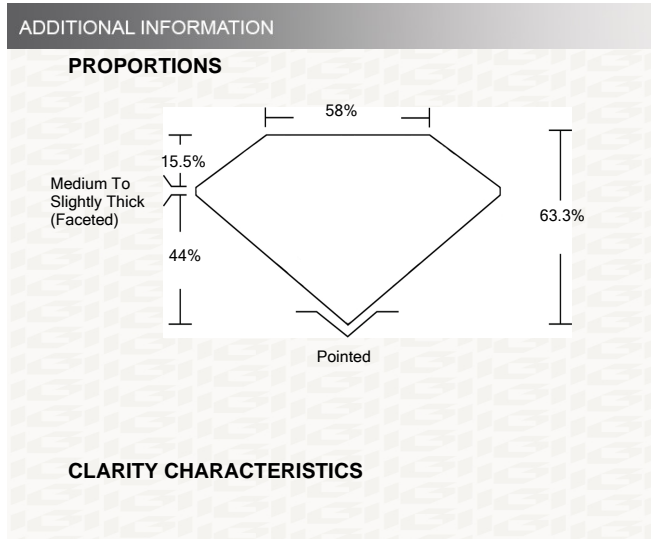 ADDITIONAL INFORMATION
PROPORTIONS
58%
15.5%
Medium To
Slightly Thick
(Faceted)
63.3%
44%
Pointed
CLARITY CHARACTERISTICS